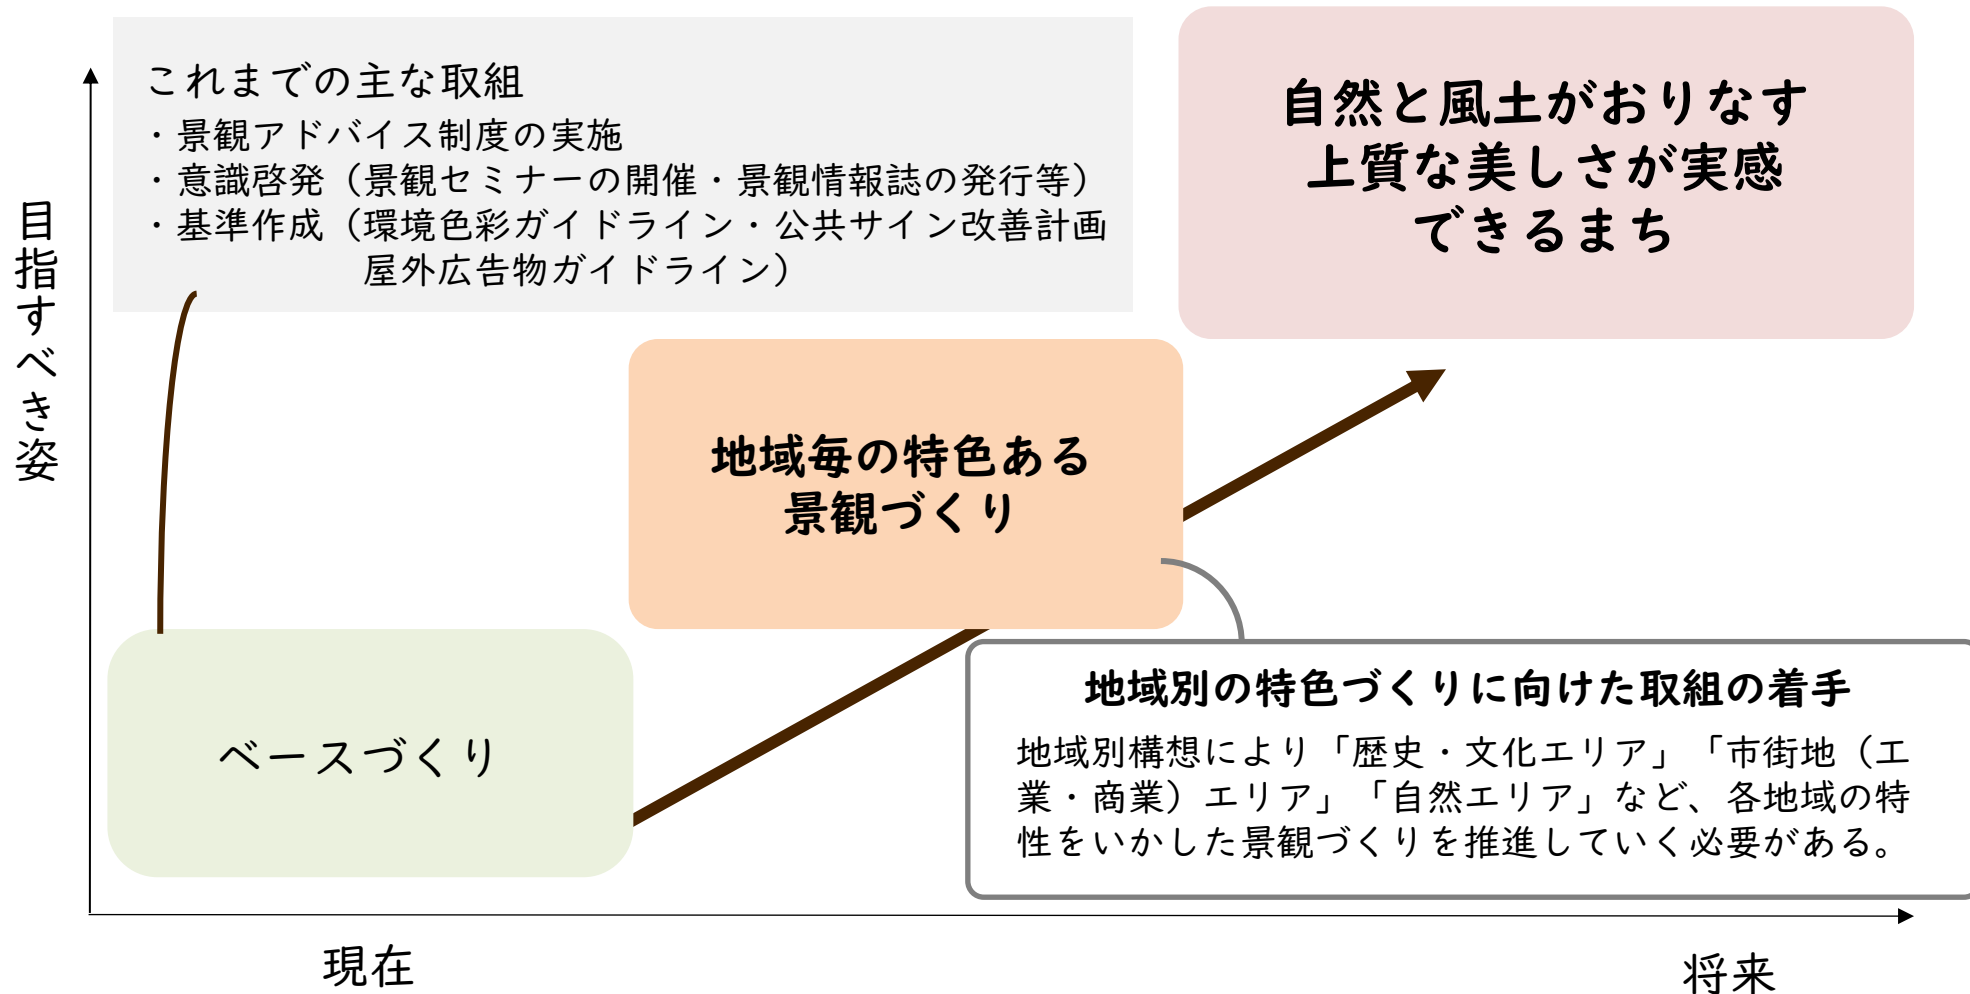 これまでの主な取組
・景観アドバイス制度の実施
・意識啓発（景観セミナーの開催・景観情報誌の発行等）
・基準作成（環境色彩ガイドライン・公共サイン改善計画
屋外広告物ガイドライン）
自然と風土がおりなす
上質な美しさが実感
できるまち
目指すべき姿
地域毎の特色ある
景観づくり
ベースづくり
地域別の特色づくりに向けた取組の着手
地域別構想により「歴史・文化エリア」「市街地（工
業・商業）エリア」「自然エリア」など、各地域の特
性をいかした景観づくりを推進していく必要がある。
現在
将来